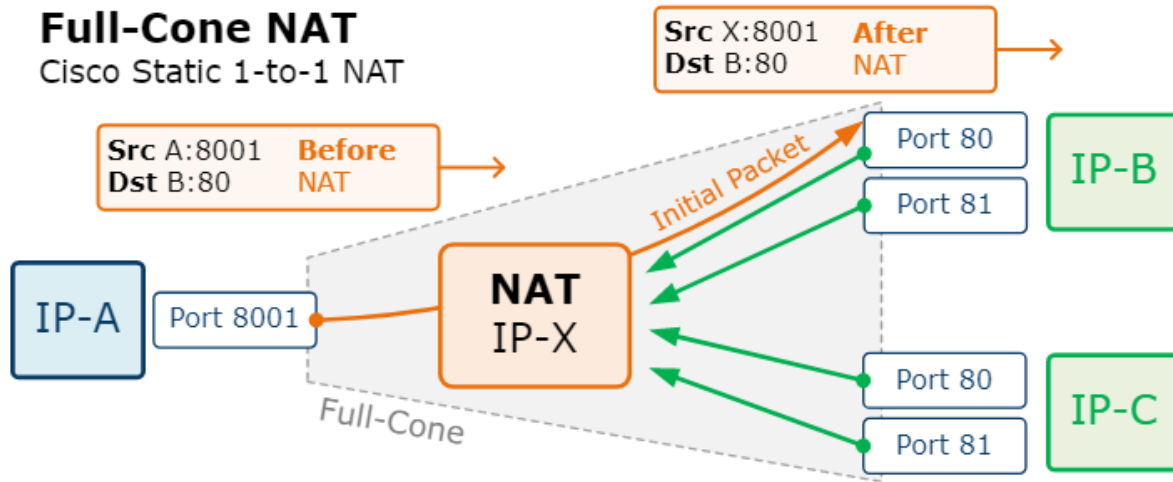 Full-Cone NAT
Cisco Static 1-to-1 NAT
Src X:8001 After
Dst B:80 NAT
Src A:8001 Before
Dst B:80 NAT
Initial Packet
Port 80
IP-B
Port 81
NAT
IP-X
IP-A
Port 8001
Port 80
IP-C
Port 81
Full-Cone